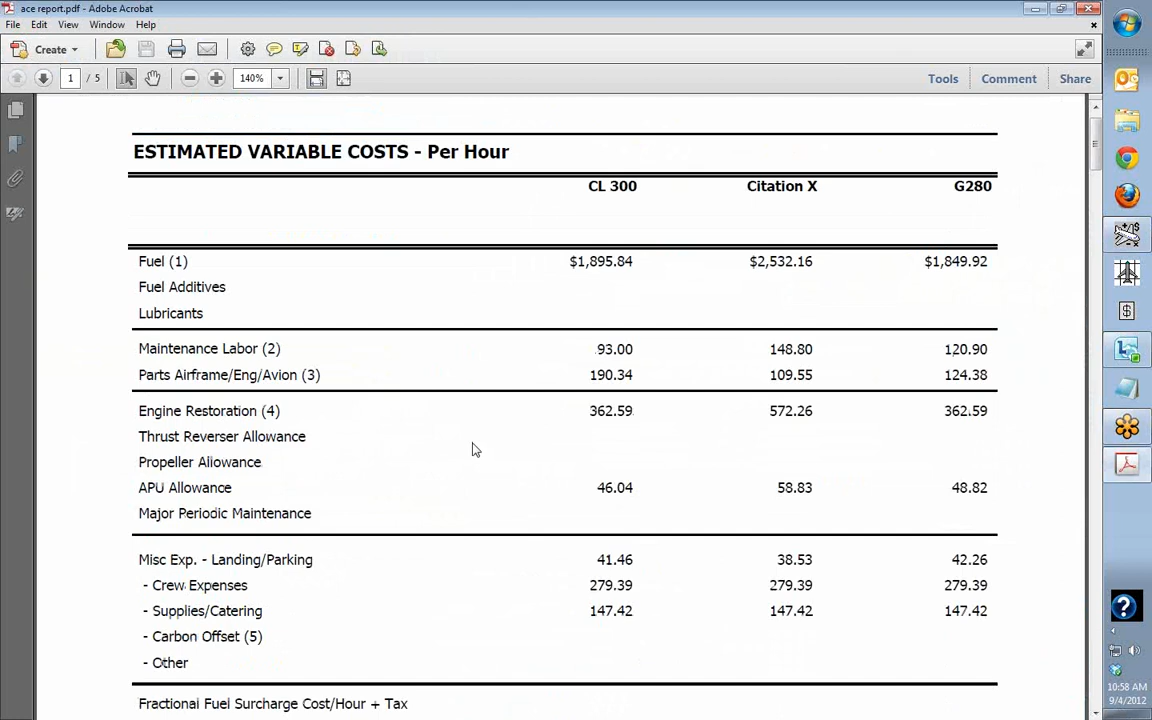 ace report.pdf - Adobe Acrobat
File Edit View Window Help
Create
1 / 5 140% Tools Comment Share
ESTIMATED VARIABLE COSTS - Per Hour
CL 300 Citation X G280
Fuel (1) $1,895.84 $2,532.16 $1,849.92
Fuel Additives
Lubricants
Maintenance Labor (2) 93.00 148.80 120.90
Parts Airframe/Eng/Avion (3) 190.34 109.55 124.38
Engine Restoration (4) 362.59 572.26 362.59
Thrust Reverser Allowance
Propeller Allowance
APU Allowance 46.04 58.83 48.82
Major Periodic Maintenance
Misc Exp. - Landing/Parking 41.46 38.53 42.26
- Crew Expenses 279.39 279.39 279.39
- Supplies/Catering 147.42 147.42 147.42
- Carbon Offset (5)
- Other
Fractional Fuel Surcharge Cost/Hour + Tax
10:58 AM
9/4/2012